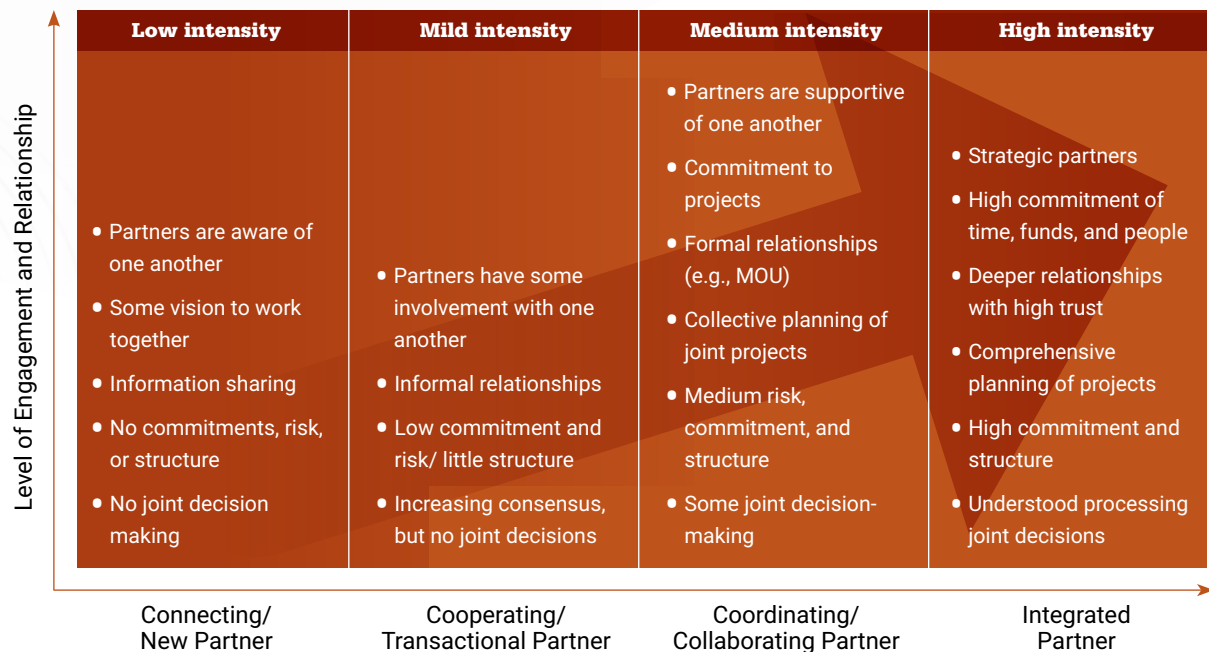 Level of Engagement and Relationship
Low intensity
• Partners are aware of
one another
• Some vision to work
together
• Information sharing
• No commitments, risk,
or structure
• No joint decision
making
Mild intensity
• Partners have some
involvement with one
another
• Informal relationships
• Low commitment and
risk/ little structure
• Increasing consensus,
but no joint decisions
Medium intensity
• Partners are supportive
of one another
• Commitment to
projects
• Formal relationships
(e.g., MOU)
• Collective planning of
joint projects
• Medium risk,
commitment, and
structure
• Some joint decision-
making
High intensity
• Strategic partners
• High commitment of
time, funds, and people
• Deeper relationships
with high trust
• Comprehensive
planning of projects
• High commitment and
structure
• Understood processing
joint decisions
Connecting/
New Partner
Cooperating/
Transactional Partner
Coordinating/
Collaborating Partner
Integrated
Partner